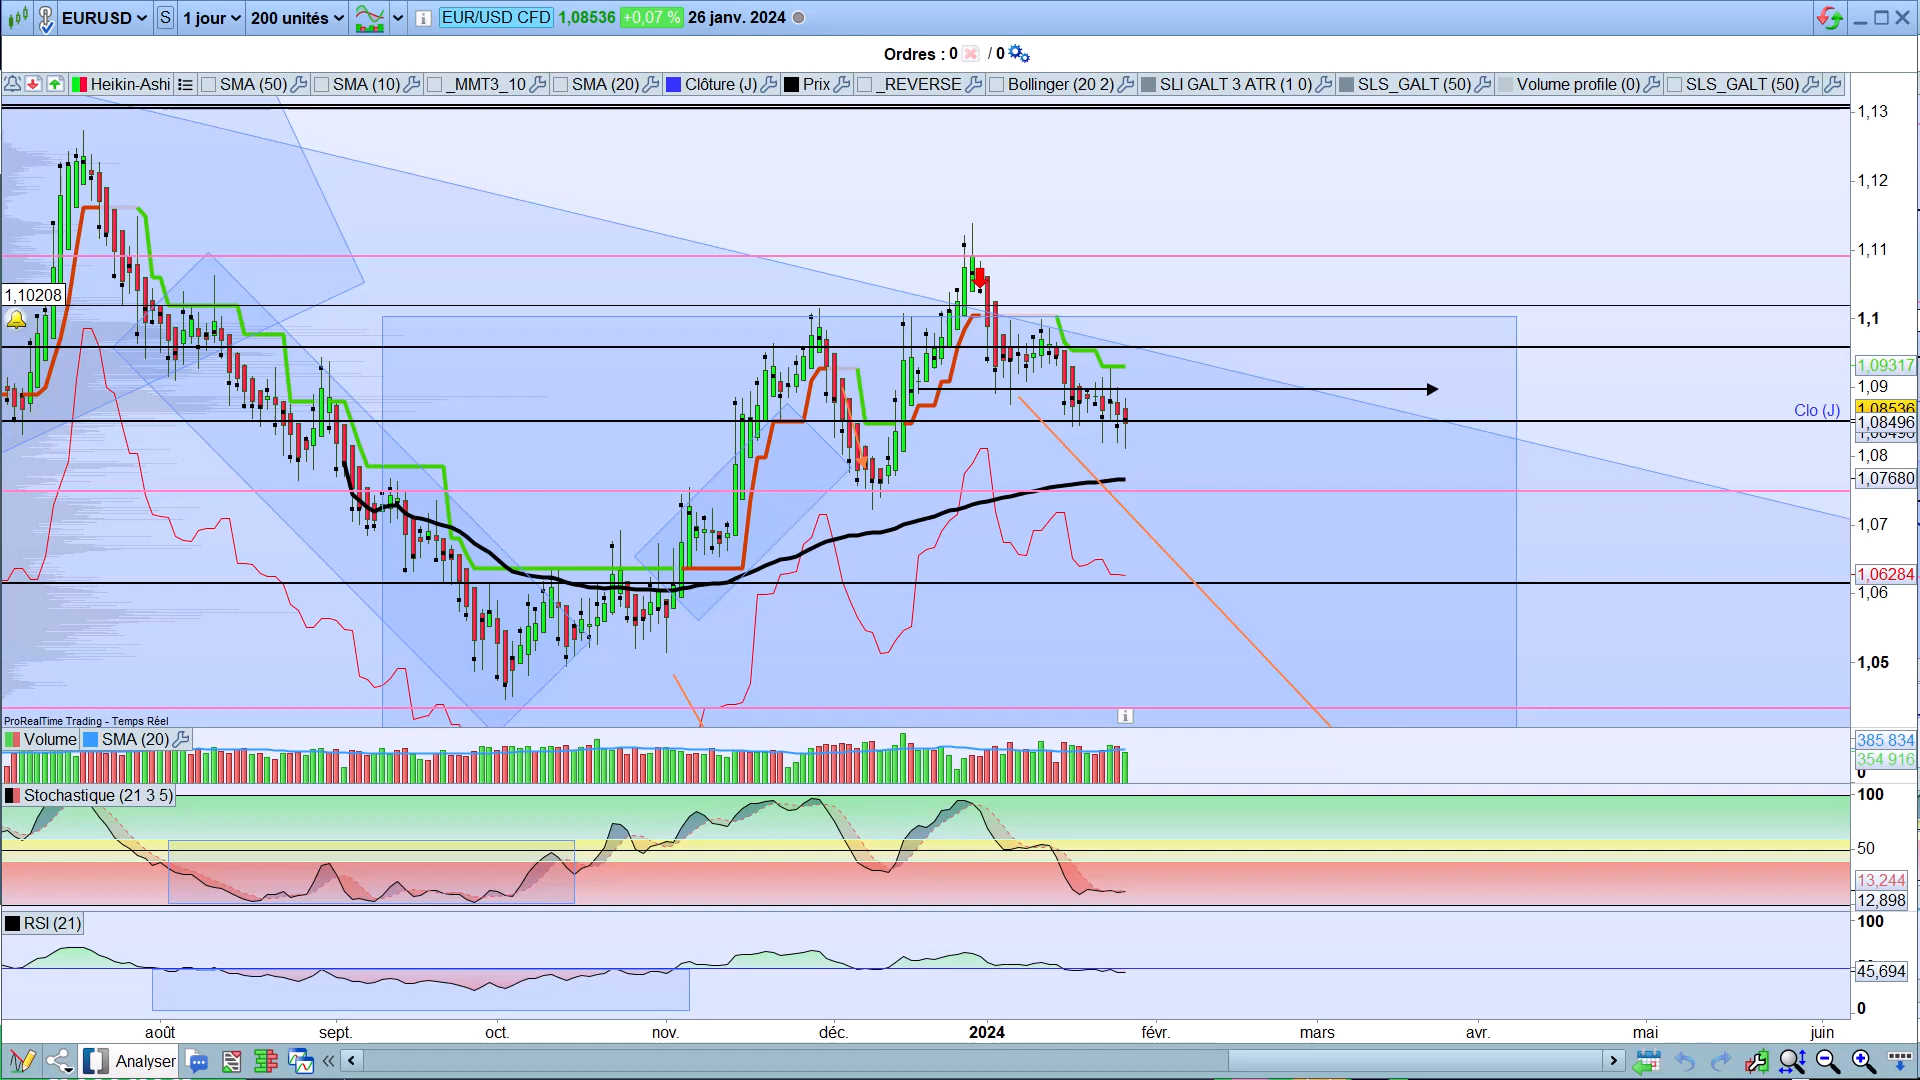 EURUSD S 1 jour 200 unités EUR/USD CFD 1,08536 +0,07 % 26 janv. 2024
Ordres : 0 / 0
Heikin-Ashi SMA (50) SMA (10) _MMT3_10 SMA (20) Clôture (J) Prix _REVERSE Bollinger (20 2) SLI GALT 3 ATR (1 0) SLS_GALT (50) Volume profile (0) SLS_GALT (50)
1,13
1,12
1,11
1,10208
1,1
1,09317
1,09
Clo (J) 1,08536
1,08496
1,08
1,07680
1,07
1,06284
1,06
1,05
ProRealTime Trading - Temps Réel
Volume SMA (20)
385 834
354 916
0
Stochastique (21 3 5)
100
50
13,244
12,898
RSI (21)
100
45,694
0
août sept. oct. nov. déc. 2024 févr. mars avr. mai juin
Analyser